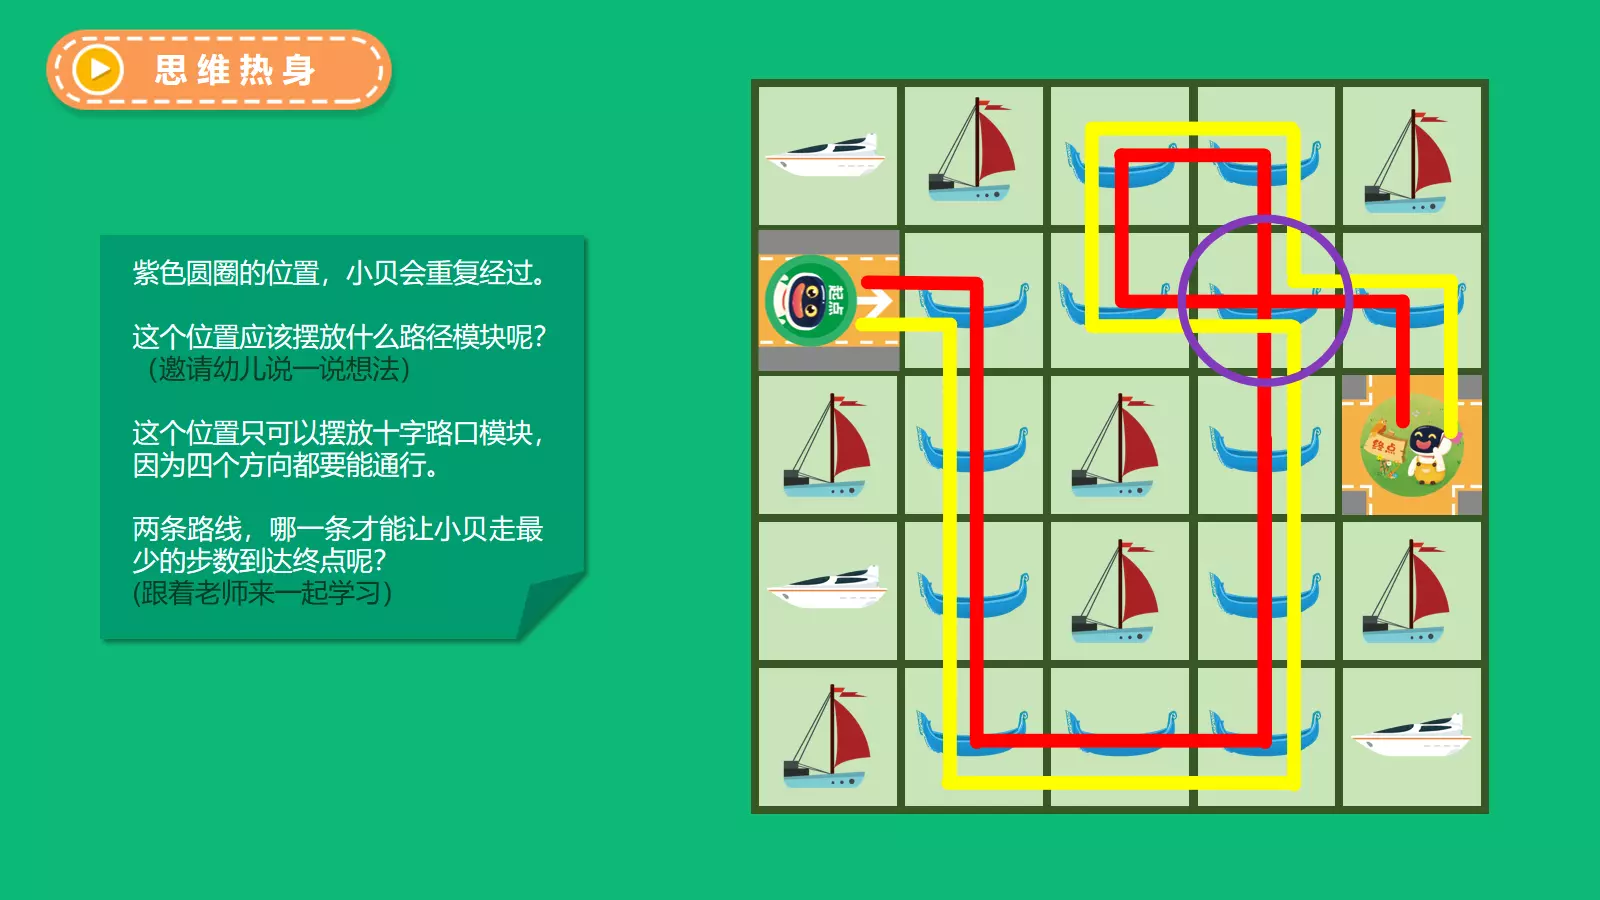 思维热身
紫色圆圈的位置，小贝会重复经过。
这个位置应该摆放什么路径模块呢？
（邀请幼儿说一说想法）
这个位置只可以摆放十字路口模块，
因为四个方向都要能通行。
两条路线，哪一条才能让小贝走最
少的步数到达终点呢？
(跟着老师来一起学习）
起点
终点